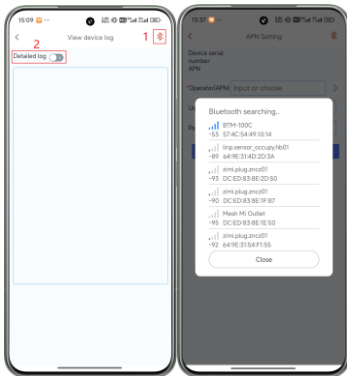 15:09
View device log
1
2
Detailed log
15:37
APN Setting
Device serial
number
APN
*Operator(APN) Input or choose
Bluetooth searching..
BTM-100C
-53 57:4C:54:49:10:14
linp.sensor_occupy.hb01
-89 64:9E:31:4D:2D:5A
zimi.plug.zncz01
-93 DC:ED:83:8E:2D:50
zimi.plug.zncz01
-90 DC:ED:83:8E:1F:87
Mesh Mi Outlet
-95 DC:ED:83:8E:1E:50
zimi.plug.zncz01
-92 64:9E:31:54:F1:55
Close